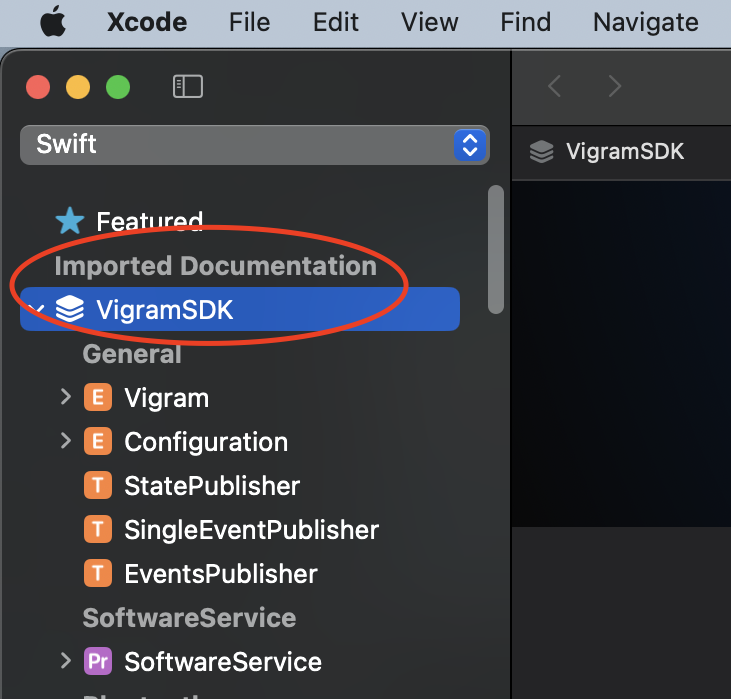 Xcode File Edit View Find Navigate
Swift
VigramSDK
Featured
Imported Documentation
VigramSDK
General
E Vigram
E Configuration
T StatePublisher
T SingleEventPublisher
T EventsPublisher
SoftwareService
Pr SoftwareService